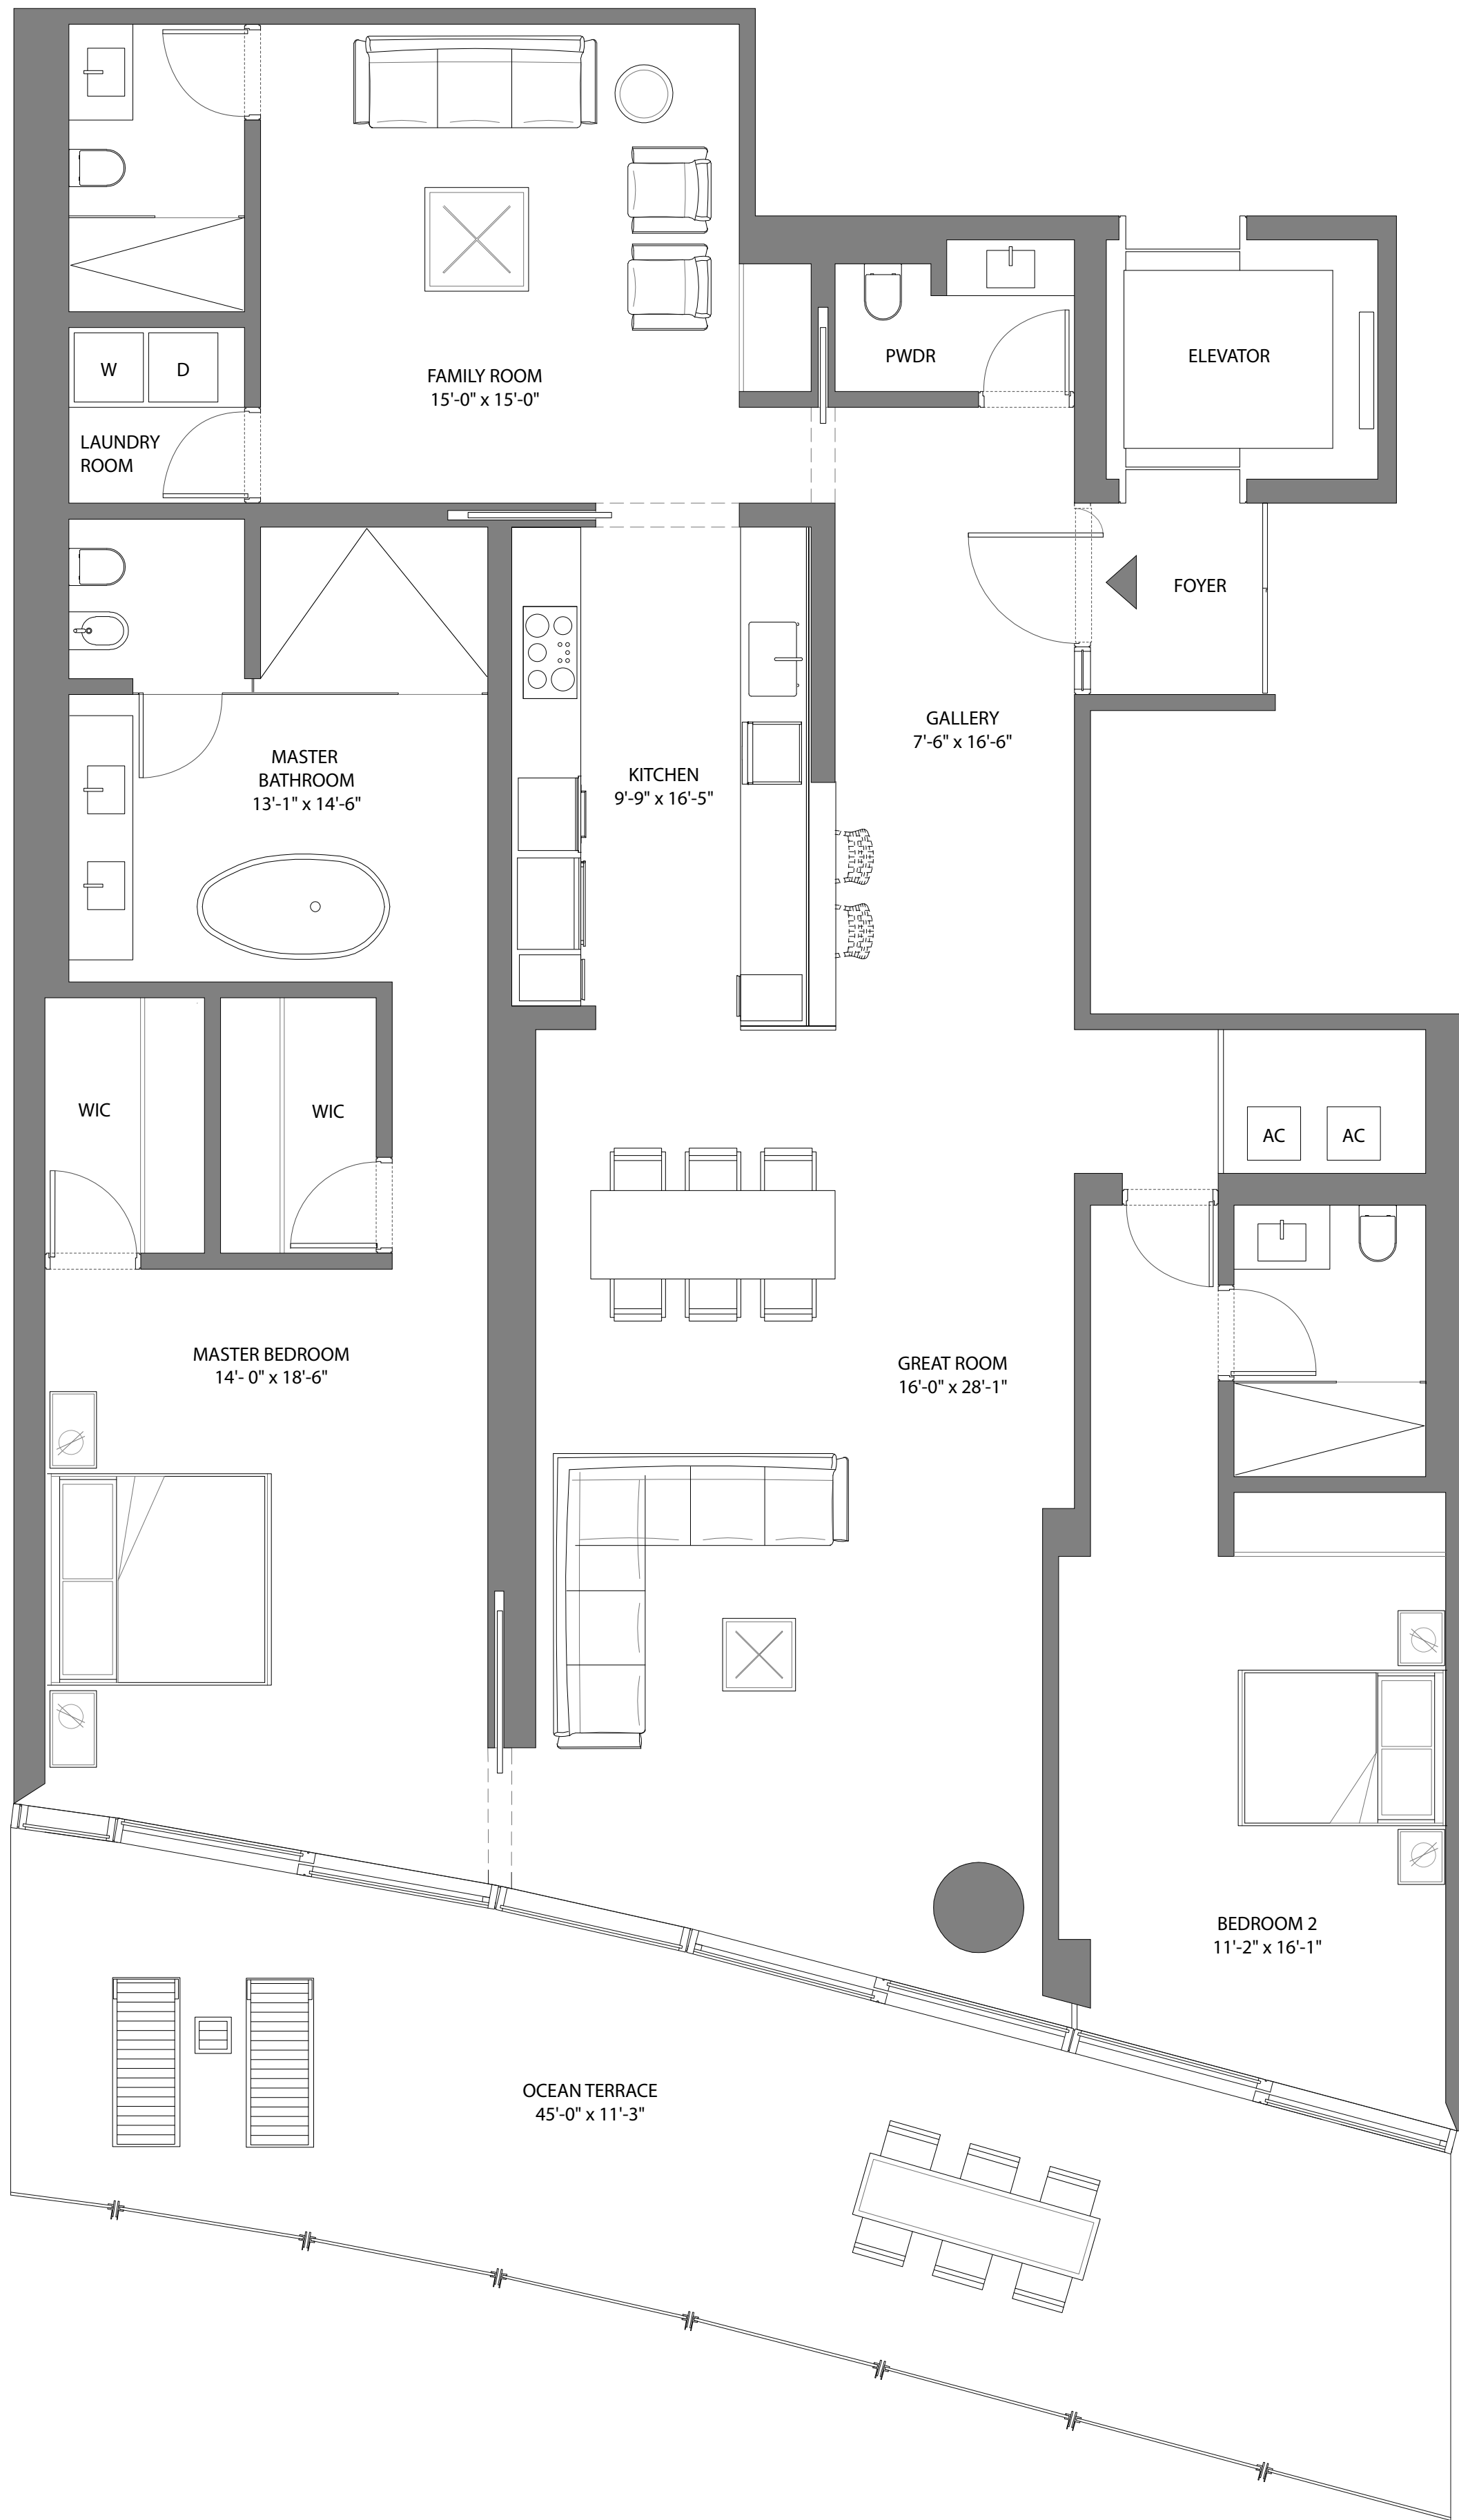 PWDR
ELEVATOR
W
D
FAMILY ROOM
15'-0" x 15'-0"
LAUNDRY
ROOM
FOYER
GALLERY
7'-6" x 16'-6"
MASTER
BATHROOM
13'-1" x 14'-6"
KITCHEN
9'-9" x 16'-5"
WIC
WIC
AC
AC
MASTER BEDROOM
14'- 0" x 18'-6"
GREAT ROOM
16'-0" x 28'-1"
BEDROOM 2
11'-2" x 16'-1"
OCEAN TERRACE
45'-0" x 11'-3"